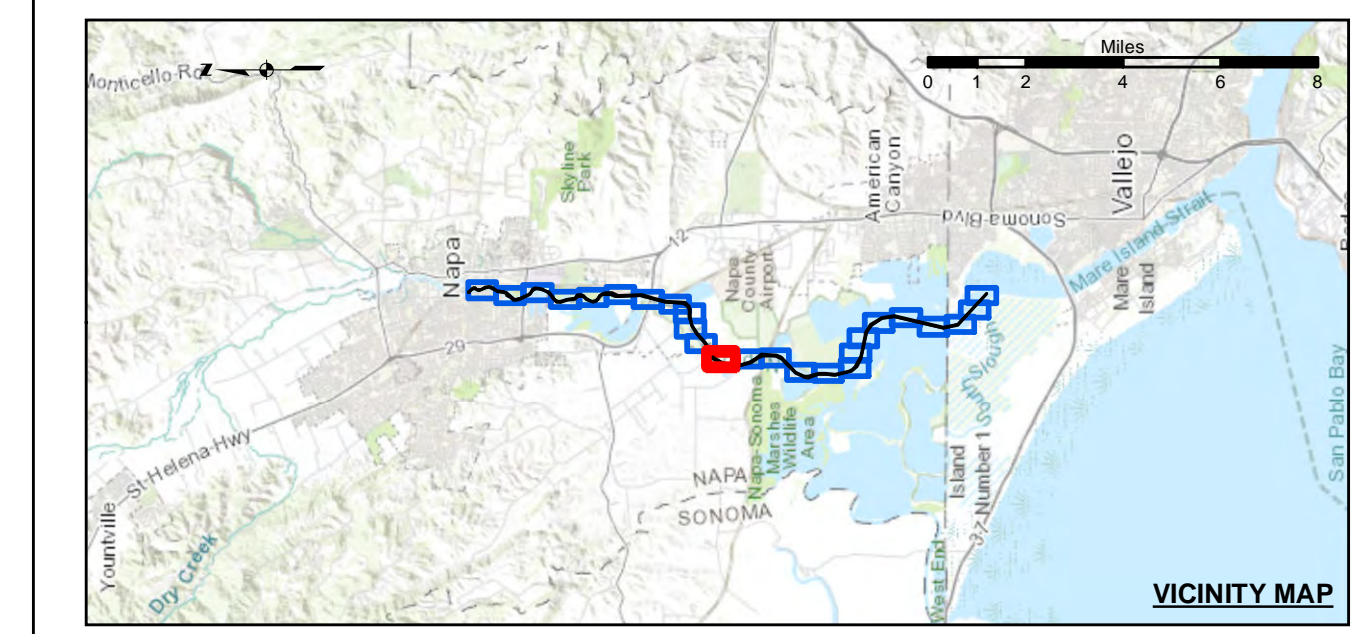 Miles
0 1 2 4 6 8
Monticello-Rd
Z
Skyline
Park
American
Canyon
Vallejo
Sonoma-Blvd
Mare Island Strait
Napa
12
Napa
County
Airport
Mare
Island
29
South Slough
San Pablo Bay
St-Helena-Hwy
Napa-Sonoma
Marshes
Wildlife
Area
NAPA
SONOMA
Island
Number 1
37
Yountville
Dry Creek
West End
VICINITY MAP